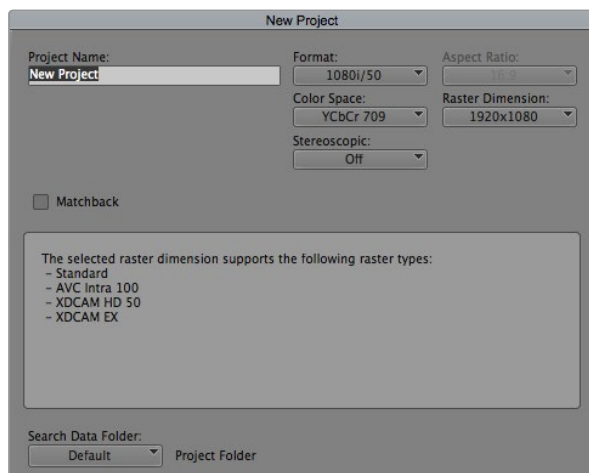 New Project
Project Name:
New Project
Format:
1080i/50
Aspect Ratio:
16:9
Color Space:
YCbCr 709
Raster Dimension:
1920x1080
Stereoscopic:
Off
Matchback
The selected raster dimension supports the following raster types:
- Standard
- AVC Intra 100
- XDCAM HD 50
- XDCAM EX
Search Data Folder:
Default
Project Folder